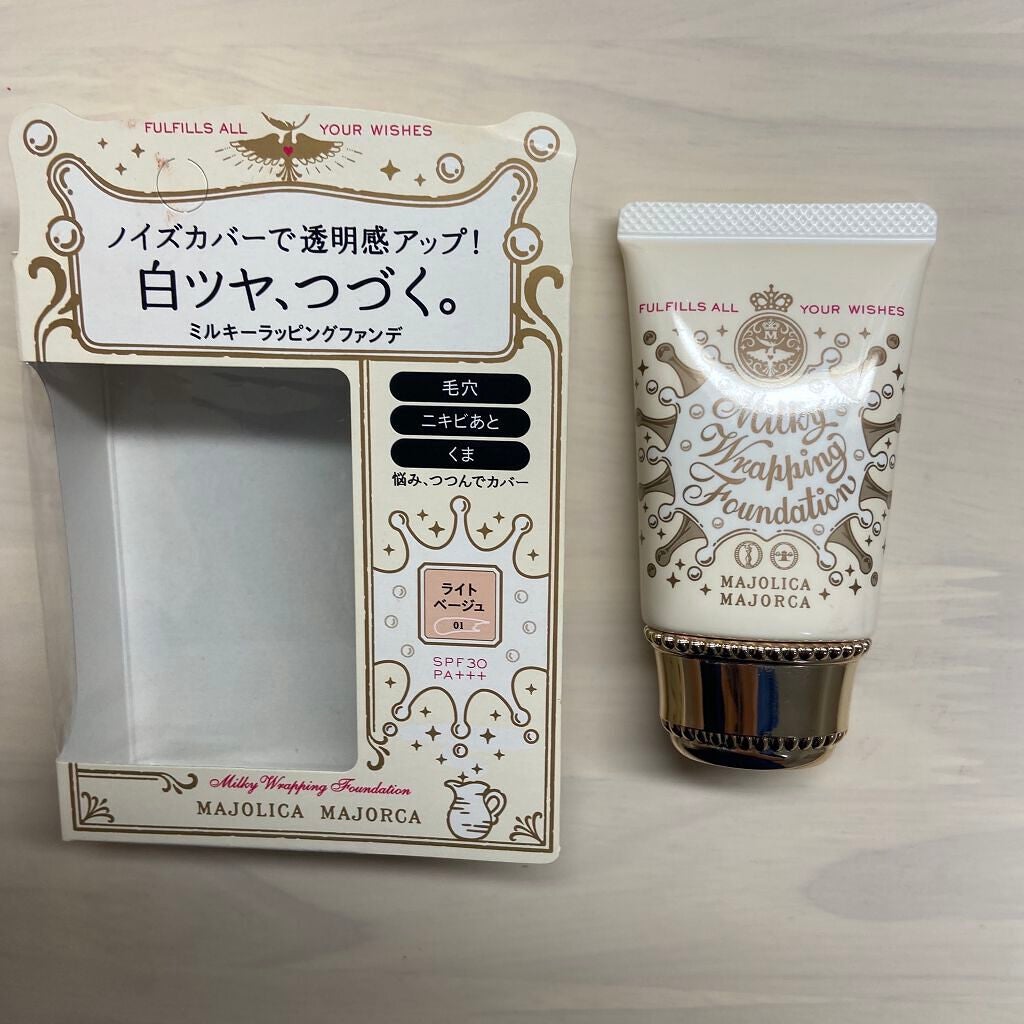 FULFILLS ALL YOUR WISHES
ノイズカバーで透明感アップ!
白ツヤ、つづく。
ミルキーラッピングファンデ
毛穴
ニキビあと
くま
悩み、つつんでカバー
ライト
ベージュ
01
SPF30
PA+++
Milky Wrapping Foundation
MAJOLICA MAJORCA
FULFILLS ALL YOUR WISHES
M
Milky
Wrapping
Foundation
MAJOLICA
MAJORCA